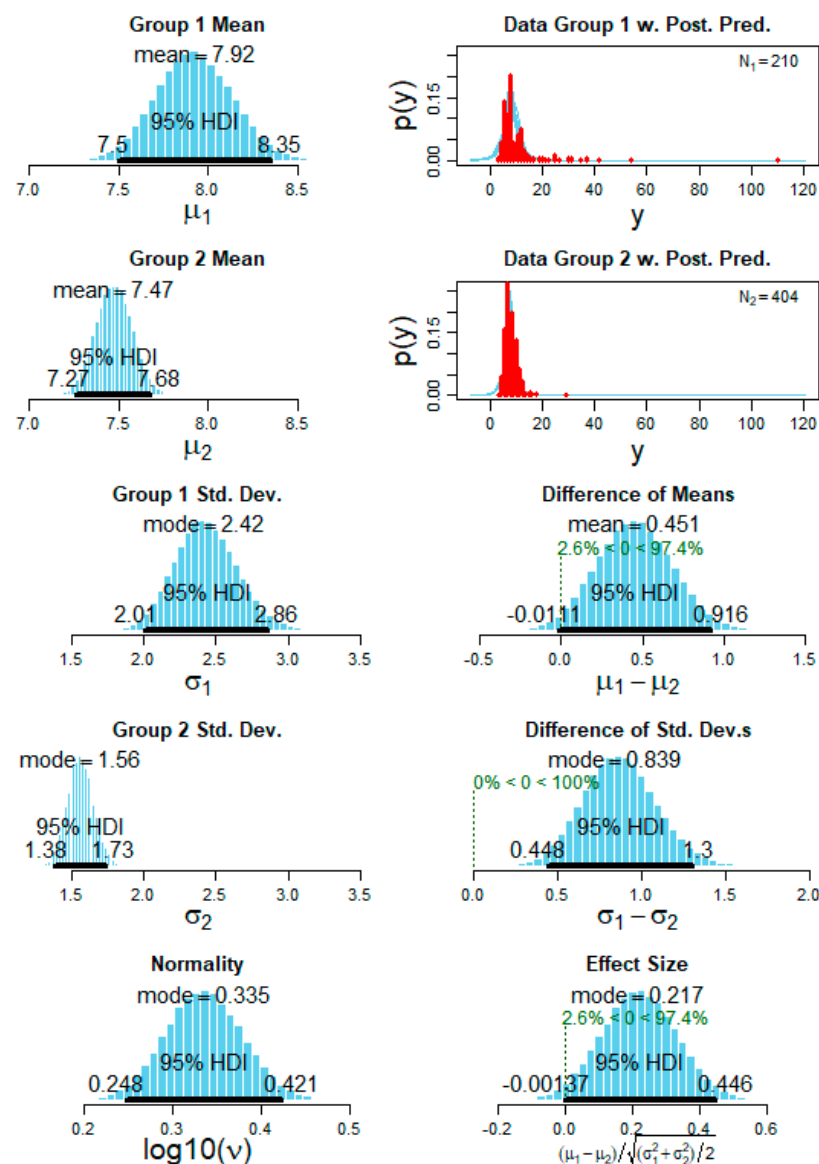 Group 1 Mean
mean = 7.92
95% HDI
7.5 8.35
7.0 7.5 8.0 8.5
μ1
Data Group 1 w. Post. Pred.
N1 = 210
p(y)
0.00 0.15
0 20 40 60 80 100 120
y
Group 2 Mean
mean = 7.47
95% HDI
7.27 7.68
7.0 7.5 8.0 8.5
μ2
Data Group 2 w. Post. Pred.
N2 = 404
p(y)
0.00 0.15
0 20 40 60 80 100 120
y
Group 1 Std. Dev.
mode = 2.42
95% HDI
2.01 2.86
1.5 2.0 2.5 3.0 3.5
σ1
Difference of Means
mean = 0.451
2.6% < 0 < 97.4%
95% HDI
-0.0111 0.916
-0.5 0.0 0.5 1.0 1.5
μ1 − μ2
Group 2 Std. Dev.
mode = 1.56
95% HDI
1.38 1.73
1.5 2.0 2.5 3.0 3.5
σ2
Difference of Std. Dev.s
mode = 0.839
0% < 0 < 100%
95% HDI
0.448 1.3
0.0 0.5 1.0 1.5 2.0
σ1 − σ2
Normality
mode = 0.335
95% HDI
0.248 0.421
0.2 0.3 0.4 0.5
log10(ν)
Effect Size
mode = 0.217
2.6% < 0 < 97.4%
95% HDI
-0.00137 0.446
-0.2 0.0 0.2 0.4 0.6
(μ1 − μ2)/√(σ1² + σ2²)/2